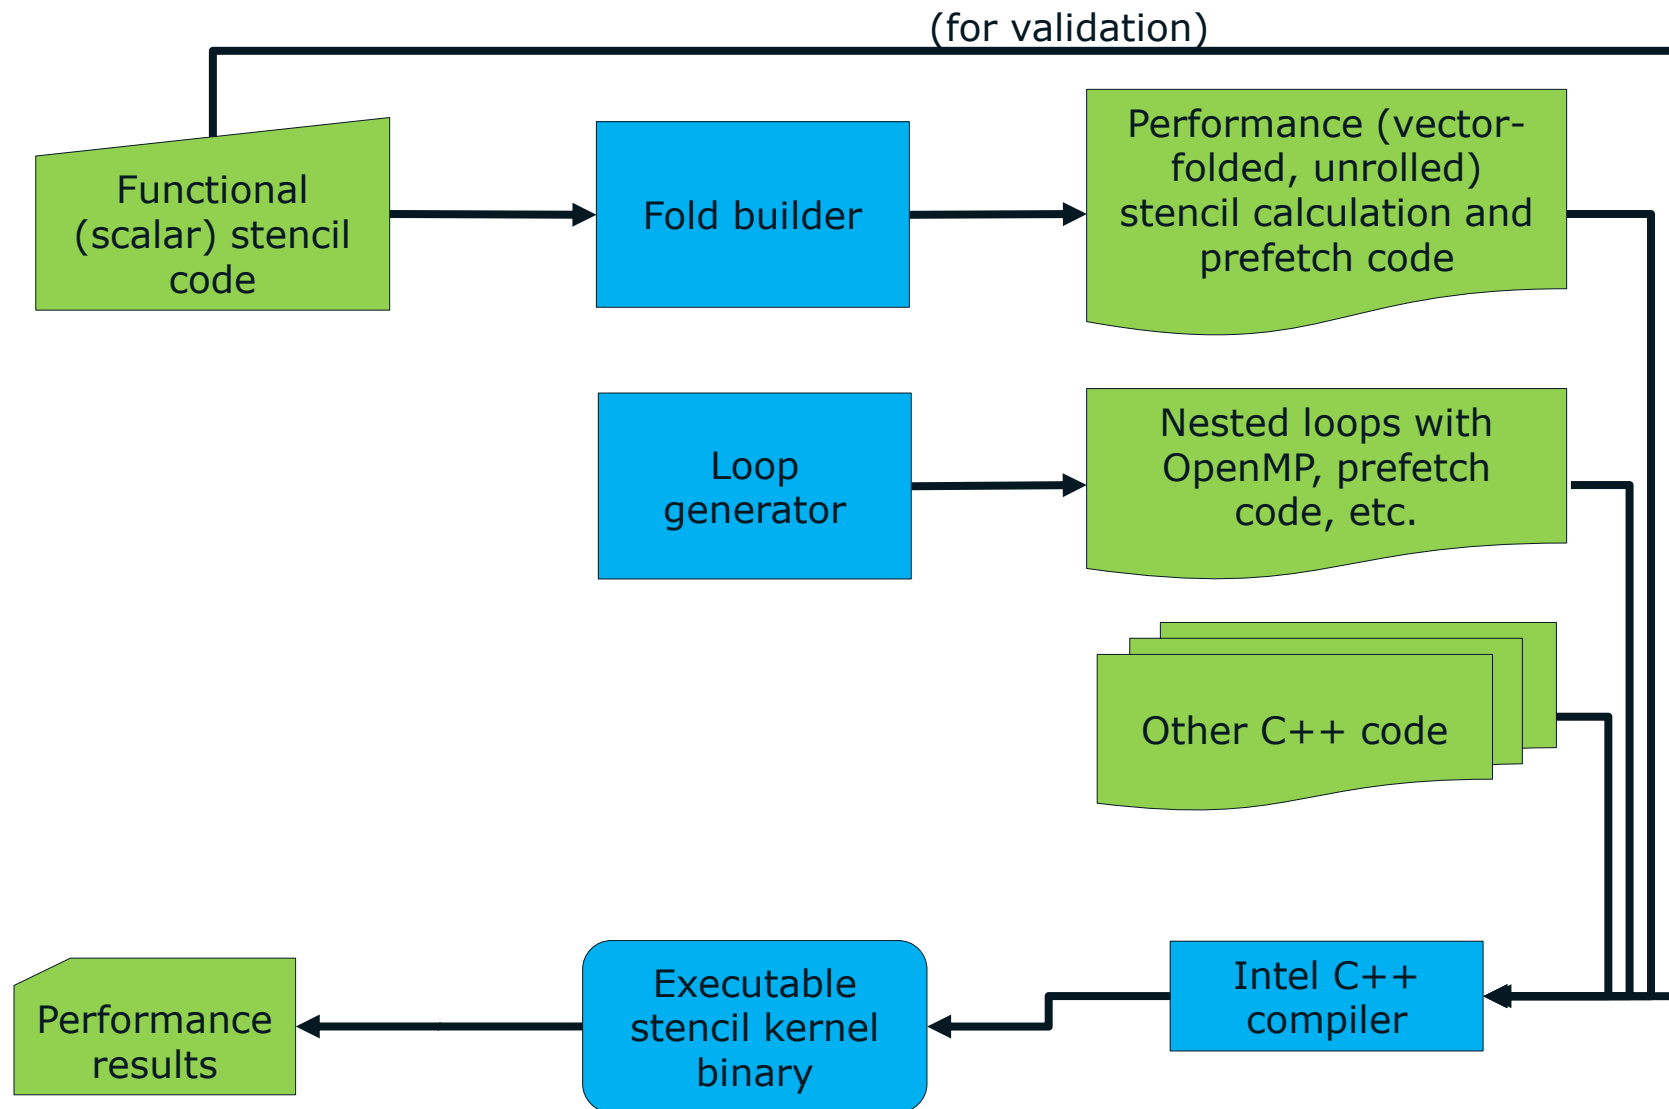 (for validation)
Functional
(scalar) stencil
code
Fold builder
Performance (vector-
folded, unrolled)
stencil calculation and
prefetch code
Loop
generator
Nested loops with
OpenMP, prefetch
code, etc.
Other C++ code
Intel C++
compiler
Executable
stencil kernel
binary
Performance
results